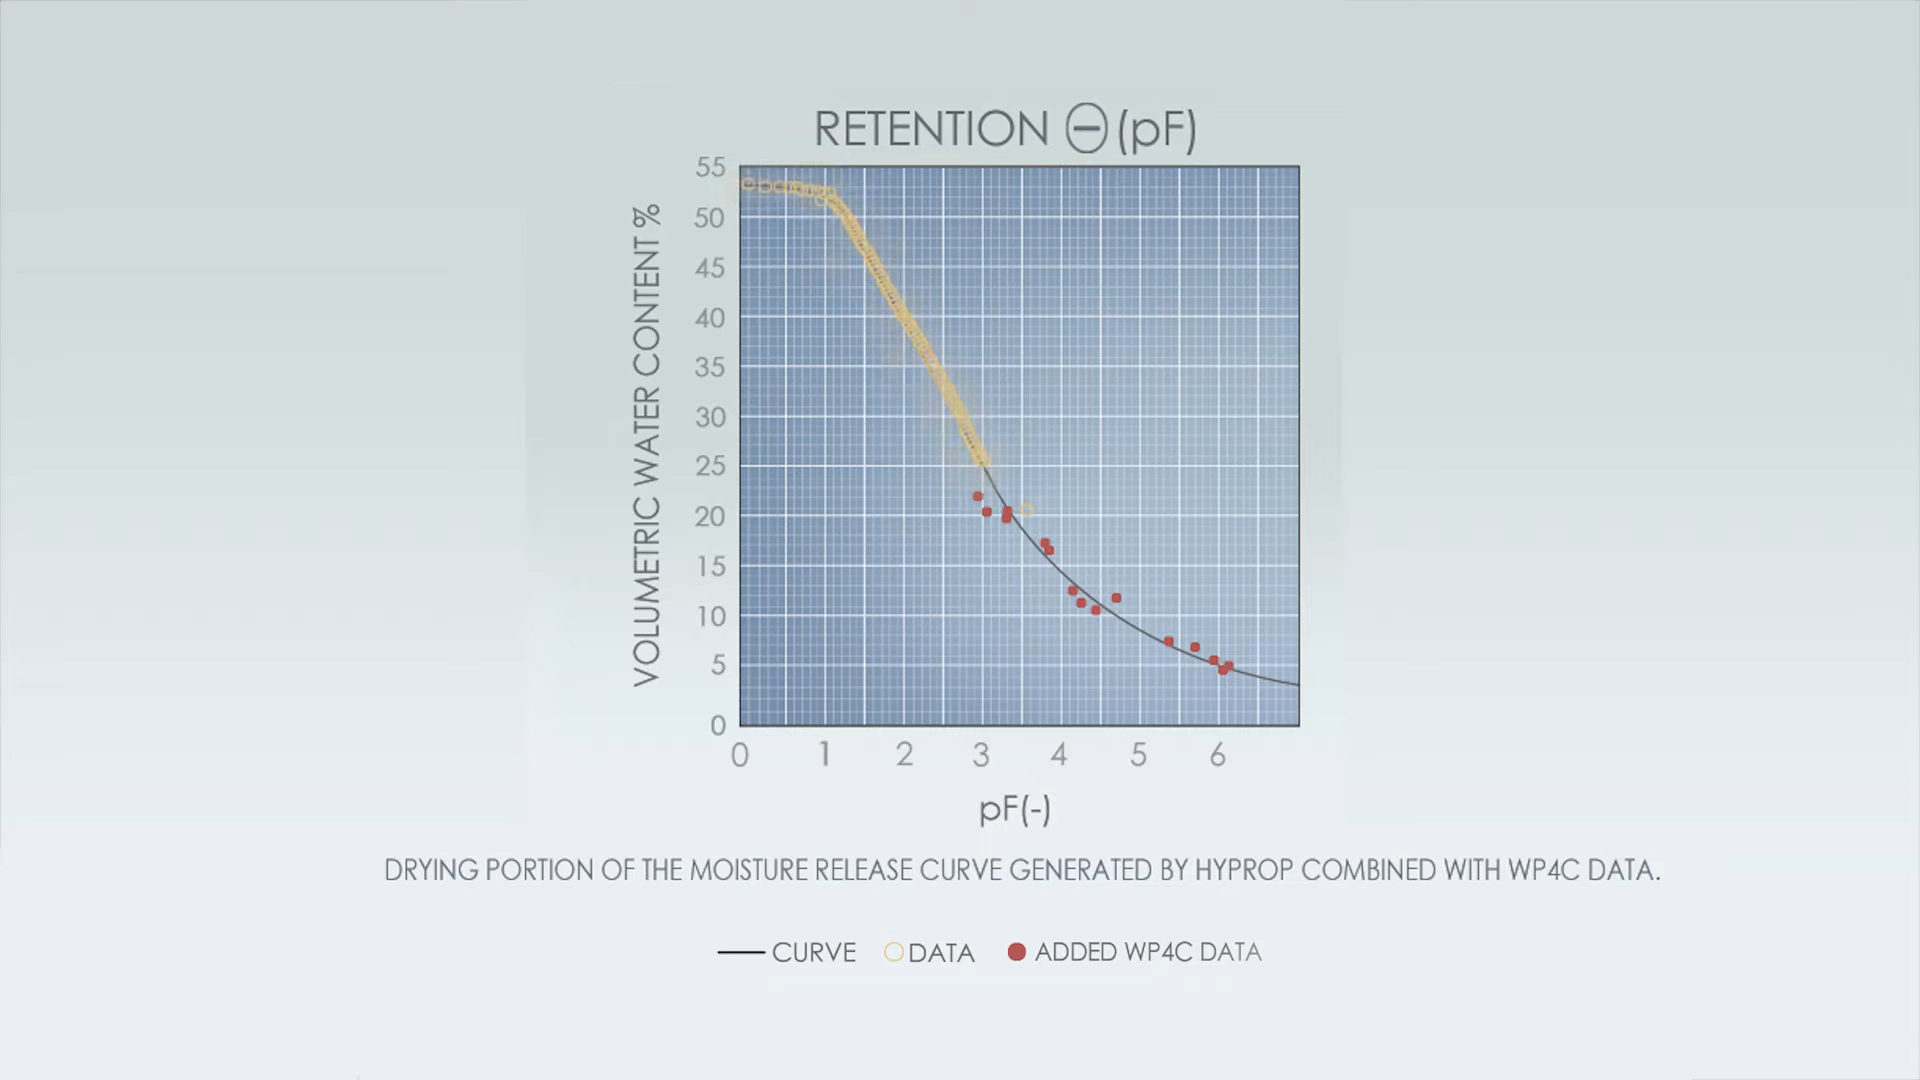 RETENTION Θ(pF)
VOLUMETRIC WATER CONTENT %
55
50
45
40
35
30
25
20
15
10
5
0
0 1 2 3 4 5 6
pF(-)
DRYING PORTION OF THE MOISTURE RELEASE CURVE GENERATED BY HYPROP COMBINED WITH WP4C DATA.
CURVE DATA ADDED WP4C DATA